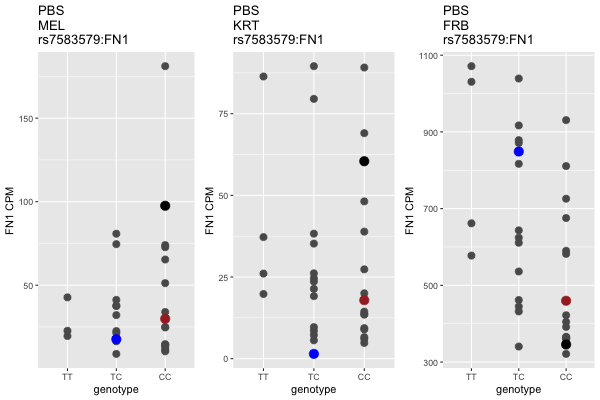 PBS
MEL
rs7583579:FN1
FN1 CPM
150
100
50
TT TC CC
genotype
PBS
KRT
rs7583579:FN1
FN1 CPM
75
50
25
0
TT TC CC
genotype
PBS
FRB
rs7583579:FN1
FN1 CPM
1100
900
700
500
300
TT TC CC
genotype